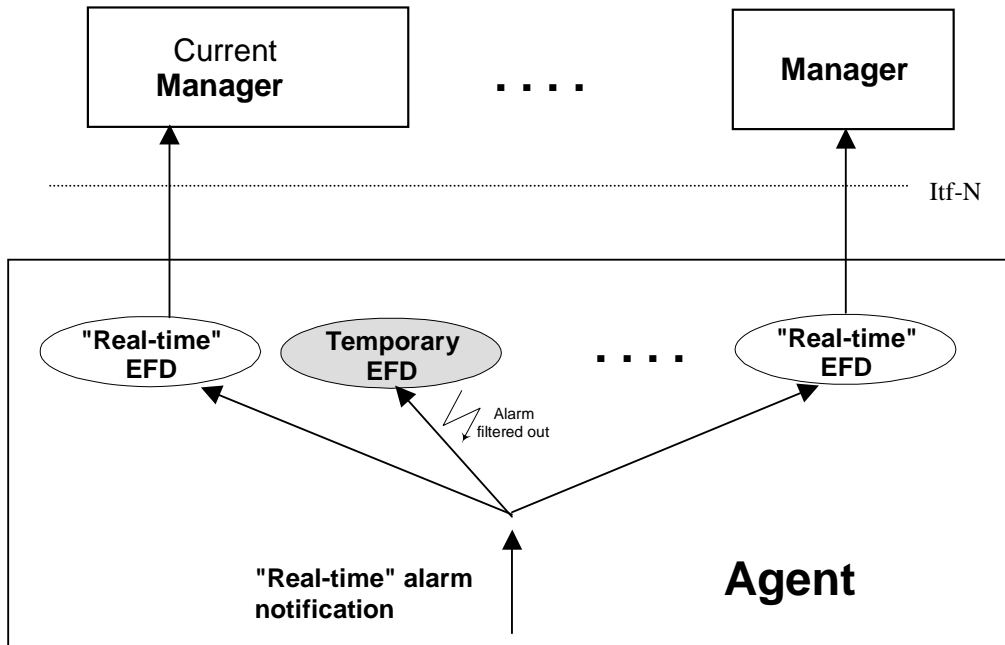 Current
Manager
. . . .
Manager
Itf-N
"Real-time"
EFD
Temporary
EFD
. . . .
"Real-time"
EFD
Alarm
filtered out
"Real-time" alarm
notification
Agent